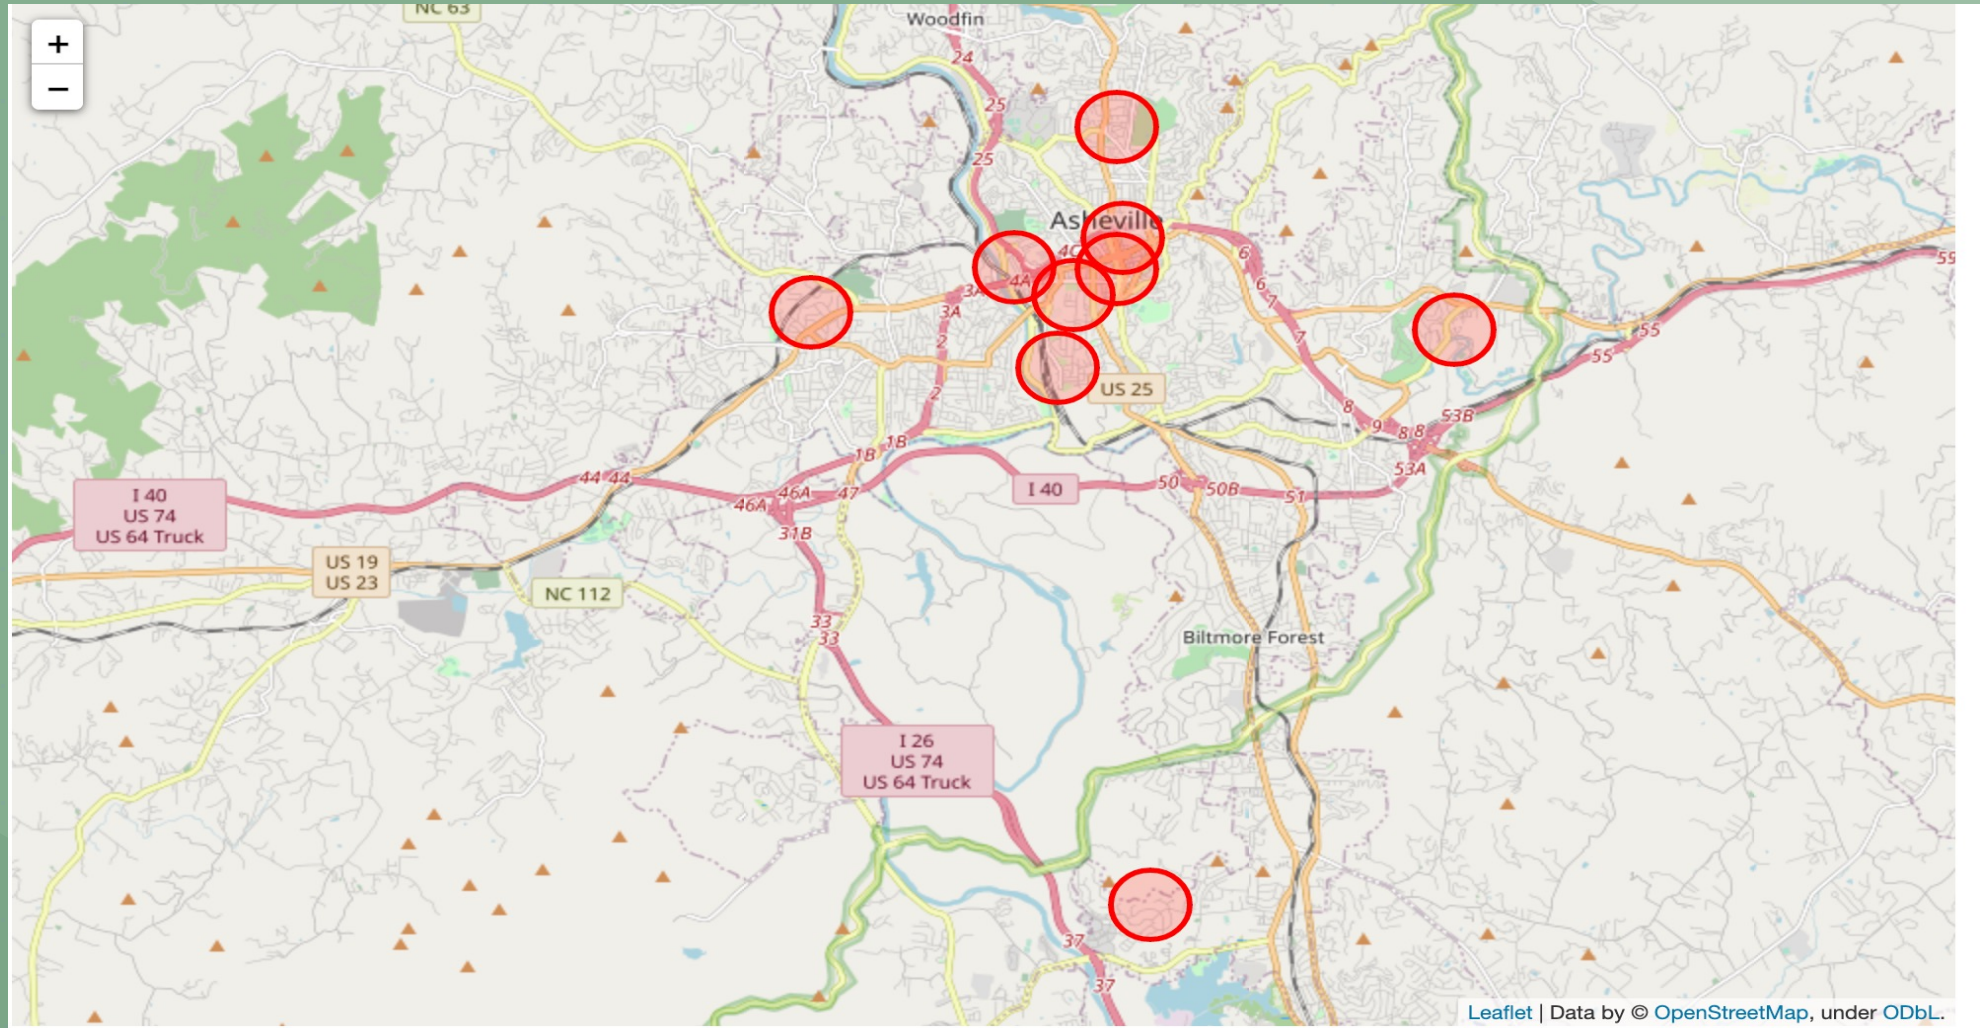 NC 63
Woodfin
+
−
24
25
25
Asheville
4C
4A
3A
3A
2
2
6
6
7
7
55
55
55
US 25
8
9
8
8
53B
53A
1B
1B
44 44
46A
46A
47
I 40
50
50B
51
31B
I 40
US 74
US 64 Truck
US 19
US 23
NC 112
33
33
Biltmore Forest
I 26
US 74
US 64 Truck
37
37
Leaflet | Data by © OpenStreetMap, under ODbL.